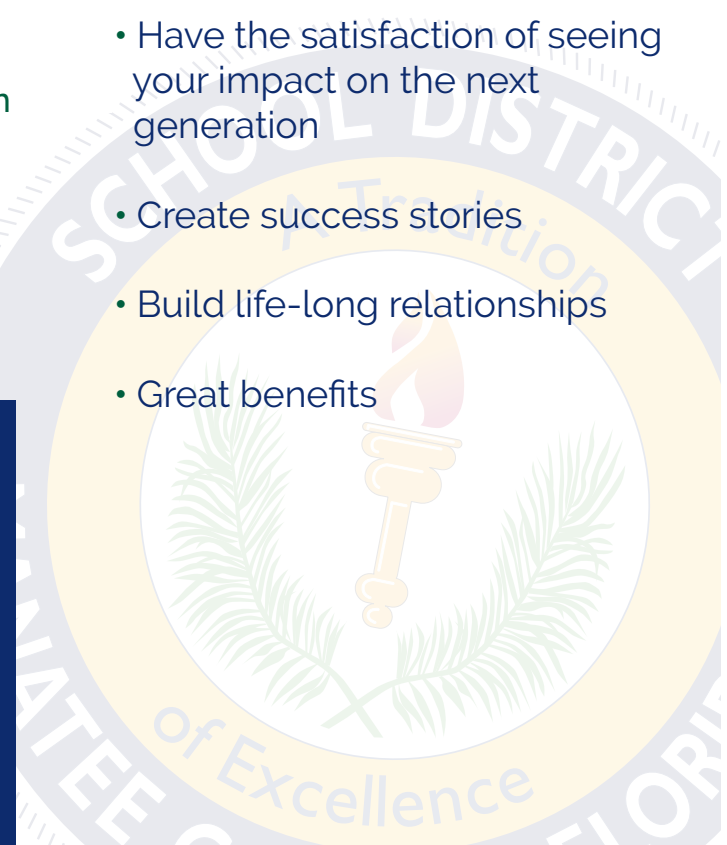 • Have the satisfaction of seeing
your impact on the next
generation
• Create success stories
• Build life-long relationships
• Great benefits
SCHOOL DISTRICT
A Tradition
of Excellence